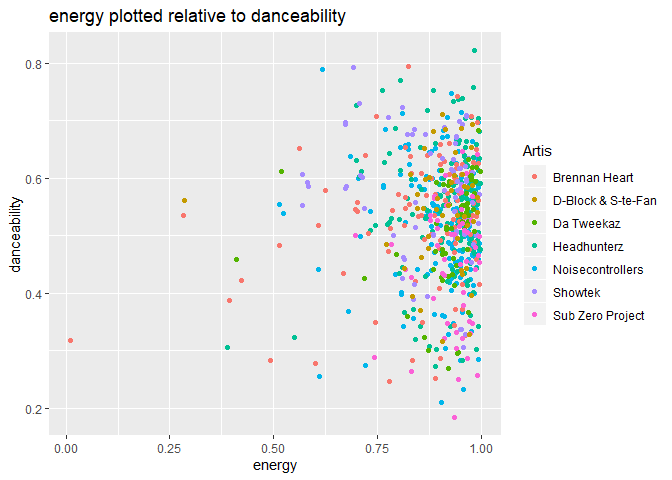 energy plotted relative to danceability
0.8
0.6
0.4
0.2
danceability
0.00
0.25
0.50
0.75
1.00
energy
Artis
Brennan Heart
D-Block & S-te-Fan
Da Tweekaz
Headhunterz
Noisecontrollers
Showtek
Sub Zero Project